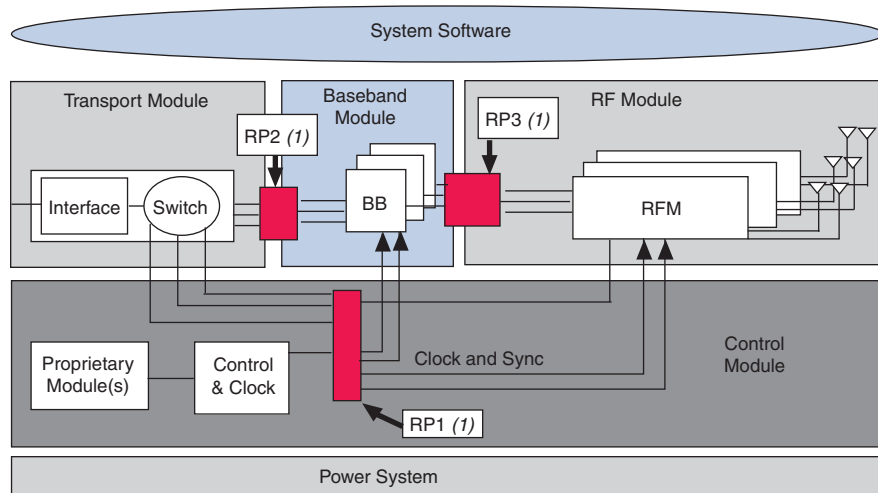 System Software
Transport Module
Baseband
Module
RF Module
RP2 (1)
RP3 (1)
Interface
Switch
BB
RFM
Proprietary
Module(s)
Control
& Clock
Clock and Sync
Control
Module
RP1 (1)
Power System